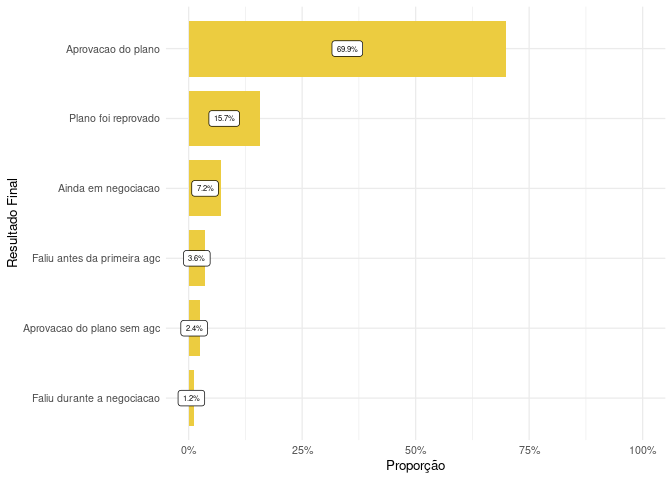 Resultado Final
Aprovacao do plano
69.9%
Plano foi reprovado
15.7%
Ainda em negociacao
7.2%
Faliu antes da primeira agc
3.6%
Aprovacao do plano sem agc
2.4%
Faliu durante a negociacao
1.2%
0%
25%
50%
75%
100%
Proporção